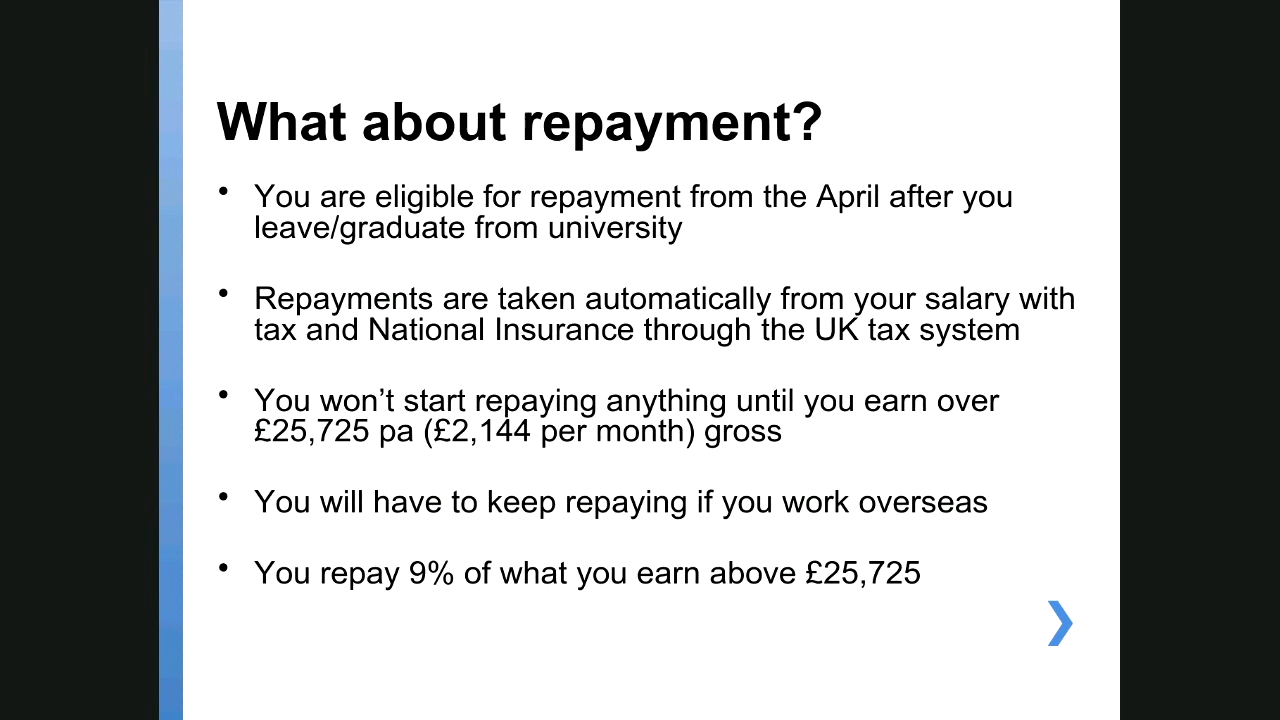 What about repayment?
• You are eligible for repayment from the April after you
leave/graduate from university
• Repayments are taken automatically from your salary with
tax and National Insurance through the UK tax system
• You won’t start repaying anything until you earn over
£25,725 pa (£2,144 per month) gross
• You will have to keep repaying if you work overseas
• You repay 9% of what you earn above £25,725